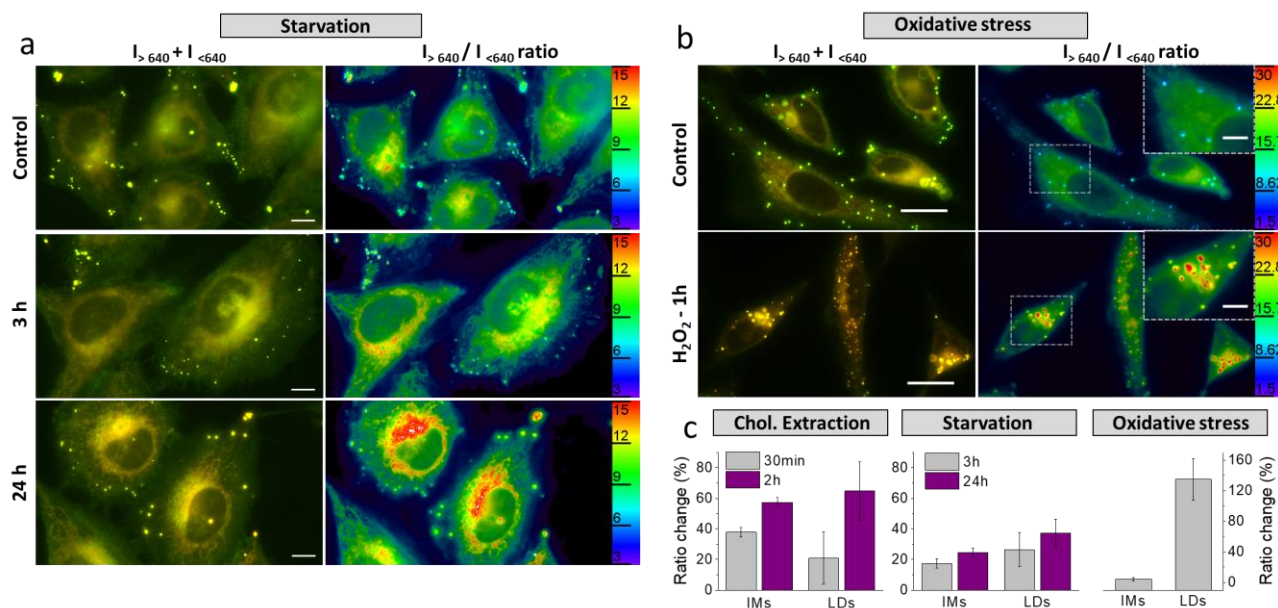 a
Starvation
I > 640 + I <640
I > 640 / I <640 ratio
Control
15
12
9
6
3
3 h
15
12
9
6
3
24 h
15
12
9
6
3
b
Oxidative stress
I > 640 + I <640
I > 640 / I <640 ratio
Control
30
22.8
15.
8.62
1.5
H₂O₂ - 1h
30
22.8
15.
8.62
1.5
c
Chol. Extraction
Starvation
Oxidative stress
Ratio change (%)
80
60
40
20
0
30min
2h
IMs
LDs
80
60
40
20
0
3h
24h
IMs
LDs
160
120
80
40
0
Ratio change (%)
IMs
LDs